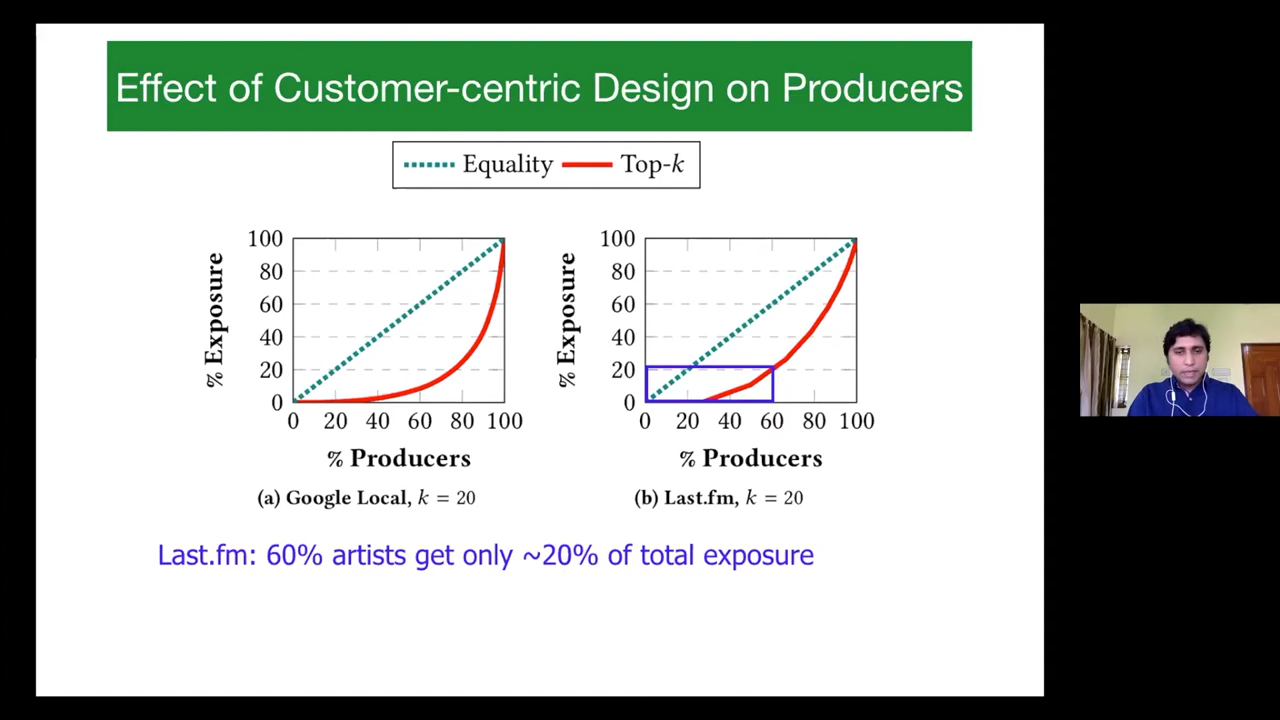 Effect of Customer-centric Design on Producers
Equality Top-k
100
80
60
40
20
0
% Exposure
0 20 40 60 80 100
% Producers
(a) Google Local, k = 20
100
80
60
40
20
0
% Exposure
0 20 40 60 80 100
% Producers
(b) Last.fm, k = 20
Last.fm: 60% artists get only ~20% of total exposure